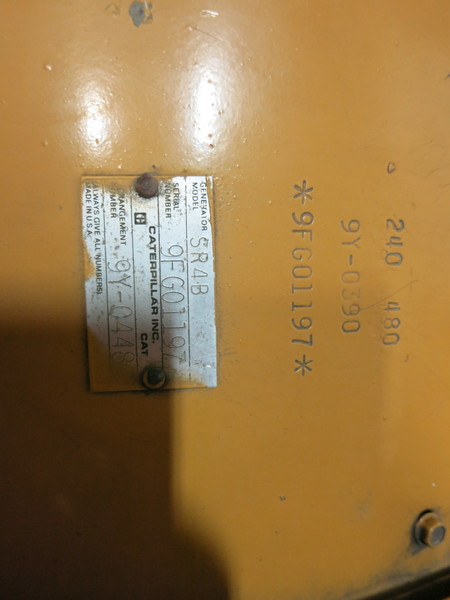 240 480
9Y-0390
*9FG01197*
GENERATOR MODEL SR4B
SERIAL NUMBER 9FG01197
CATERPILLAR INC. CAT
ARRANGEMENT NUMBER 9Y-0448
ALWAYS GIVE ALL NUMBERS
MADE IN U.S.A.